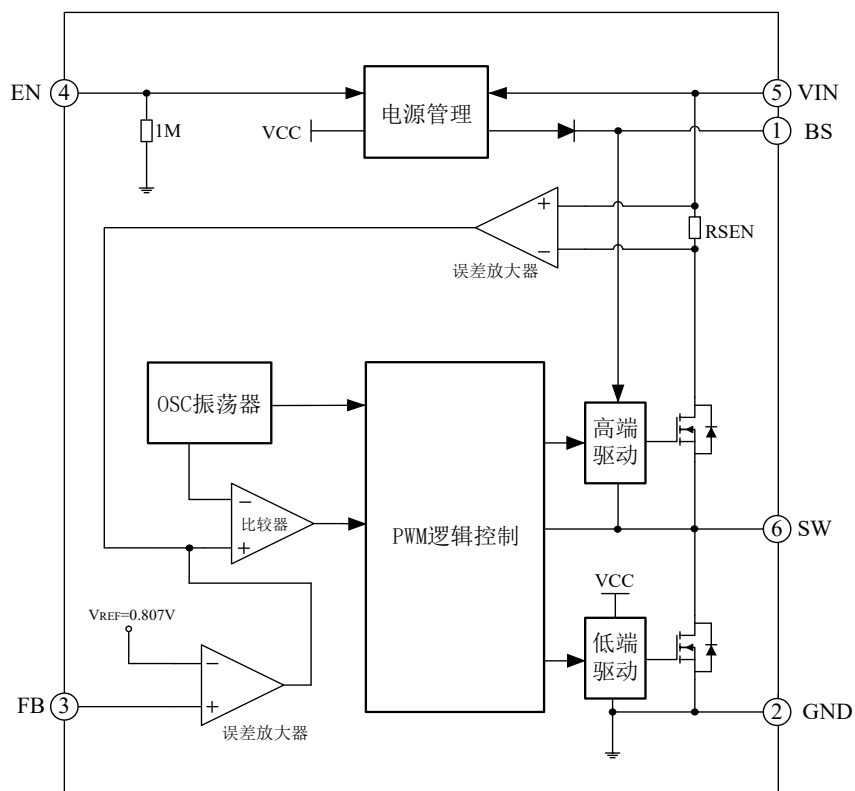 EN
4
1M
VCC
电源管理
5
VIN
1
BS
+
−
RSEN
误差放大器
OSC振荡器
−
比较器
+
PWM逻辑控制
高端
驱动
6
SW
VCC
低端
驱动
VREF=0.807V
−
+
误差放大器
FB
3
2
GND